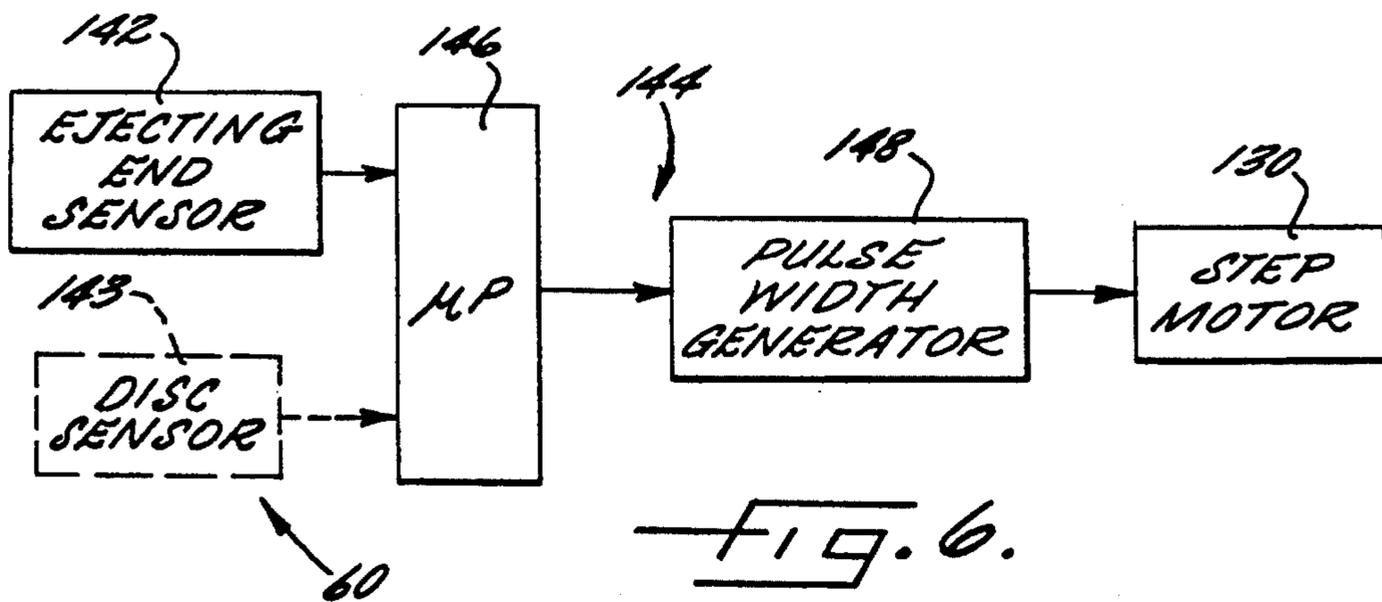 142
EJECTING
END
SENSOR
143
DISC
SENSOR
60
146
μP
144
148
PULSE
WIDTH
GENERATOR
130
STEP
MOTOR
Fig. 6.